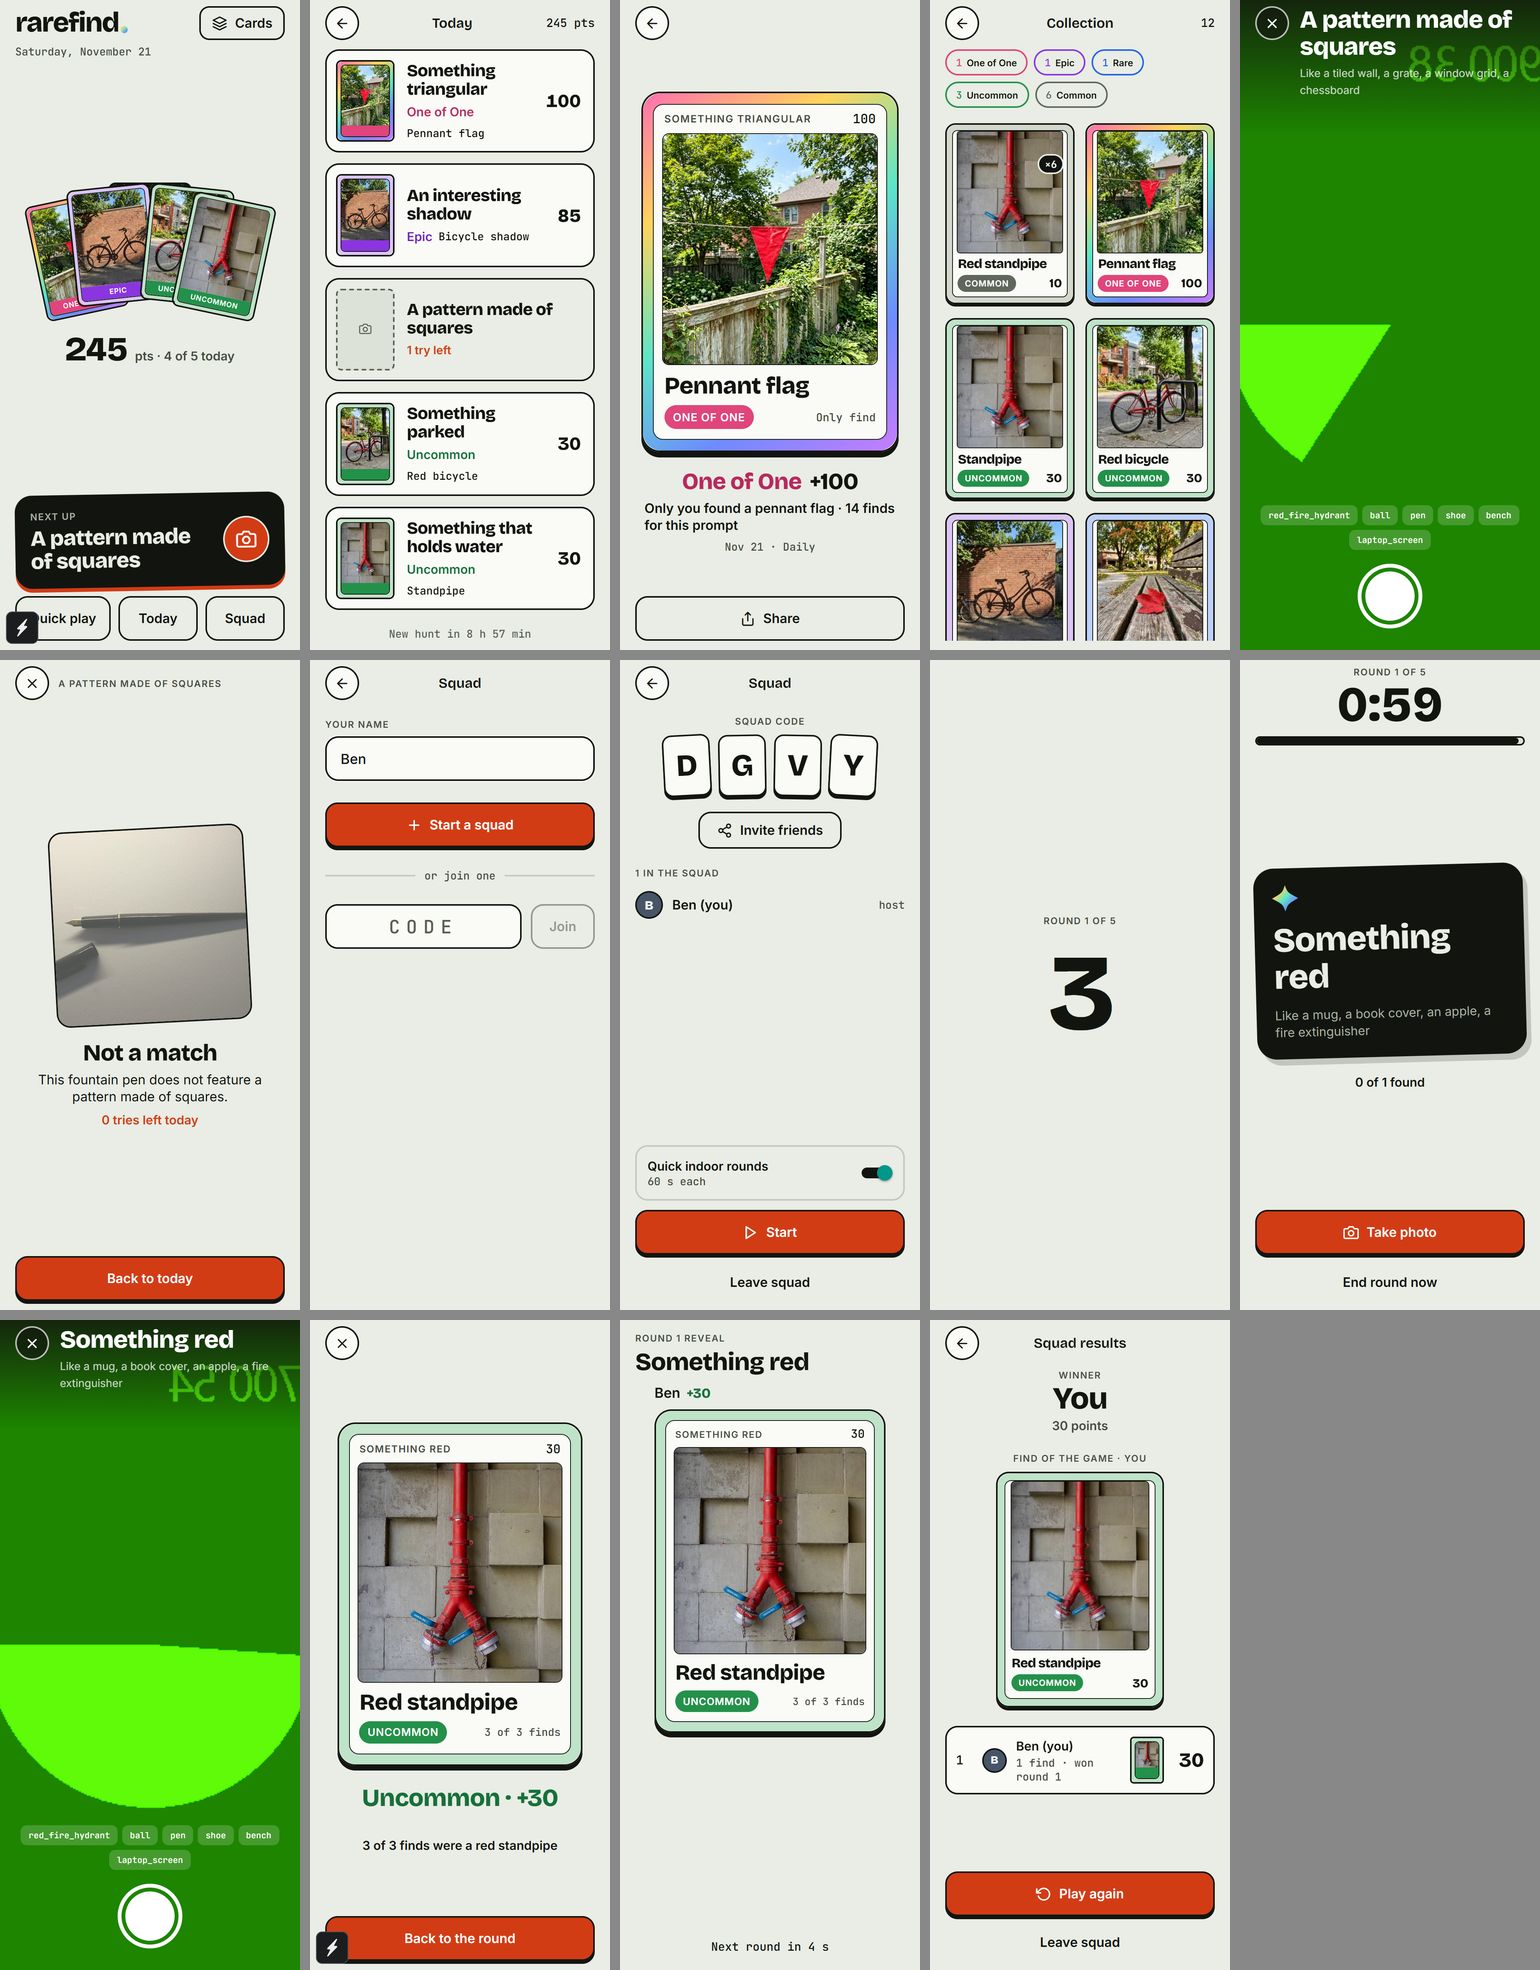 rarefind.
Cards
Saturday, November 21
ONE
EPIC
UNC
UNCOMMON
245 pts · 4 of 5 today
NEXT UP
A pattern made
of squares
uick play
Today
Squad
Today
245 pts
Something
triangular
One of One
Pennant flag
100
An interesting
shadow
Epic Bicycle shadow
85
A pattern made of
squares
1 try left
Something
parked
Uncommon
Red bicycle
30
Something that
holds water
Uncommon
Standpipe
30
New hunt in 8 h 57 min
SOMETHING TRIANGULAR 100
Pennant flag
ONE OF ONE
Only find
One of One +100
Only you found a pennant flag · 14 finds
for this prompt
Nov 21 · Daily
Share
Collection
12
1 One of One
1 Epic
1 Rare
3 Uncommon
6 Common
×6
Red standpipe
COMMON 10
Pennant flag
ONE OF ONE 100
Standpipe
UNCOMMON 30
Red bicycle
UNCOMMON 30
A pattern made of
squares
Like a tiled wall, a grate, a window grid, a
chessboard
red_fire_hydrant
ball
pen
shoe
bench
laptop_screen
A PATTERN MADE OF SQUARES
Not a match
This fountain pen does not feature a
pattern made of squares.
0 tries left today
Back to today
Squad
YOUR NAME
Ben
+ Start a squad
or join one
CODE
Join
Squad
SQUAD CODE
D G V Y
Invite friends
1 IN THE SQUAD
B
Ben (you)
host
Quick indoor rounds
60 s each
Start
Leave squad
ROUND 1 OF 5
3
ROUND 1 OF 5
0:59
Something
red
Like a mug, a book cover, an apple, a
fire extinguisher
0 of 1 found
Take photo
End round now
Something red
Like a mug, a book cover, an apple, a fire
extinguisher
red_fire_hydrant
ball
pen
shoe
bench
laptop_screen
SOMETHING RED 30
Red standpipe
UNCOMMON
3 of 3 finds
Uncommon · +30
3 of 3 finds were a red standpipe
Back to the round
ROUND 1 REVEAL
Something red
Ben +30
SOMETHING RED 30
Red standpipe
UNCOMMON
3 of 3 finds
Next round in 4 s
Squad results
WINNER
You
30 points
FIND OF THE GAME · YOU
Red standpipe
UNCOMMON 30
1
B
Ben (you)
1 find · won
round 1
30
Play again
Leave squad